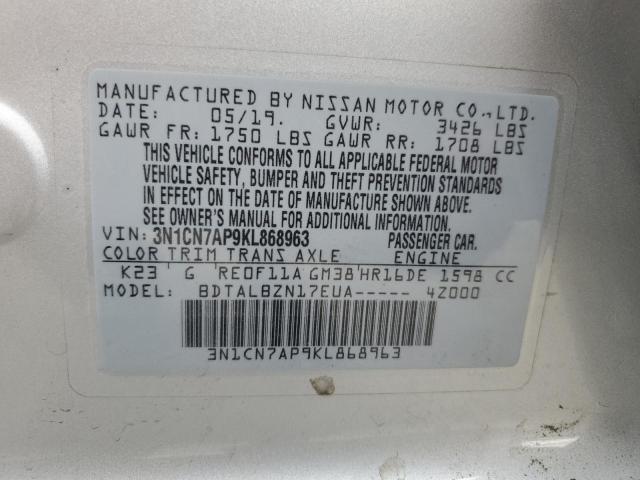 MANUFACTURED BY NISSAN MOTOR CO., LTD.
DATE: 05/19. GVWR: 3426 LBS
GAWR FR: 1750 LBS GAWR RR: 1708 LBS
THIS VEHICLE CONFORMS TO ALL APPLICABLE FEDERAL MOTOR
VEHICLE SAFETY, BUMPER AND THEFT PREVENTION STANDARDS
IN EFFECT ON THE DATE OF MANUFACTURE SHOWN ABOVE.
SEE OWNER'S MANUAL FOR ADDITIONAL INFORMATION.
VIN: 3N1CN7AP9KL868963 PASSENGER CAR.
COLOR TRIM TRANS AXLE ENGINE
K23 G RE0F11A GM38 HR16DE 1598 CC
MODEL BDTALBZN17EUA----- 4Z000
3N1CN7AP9KL868963